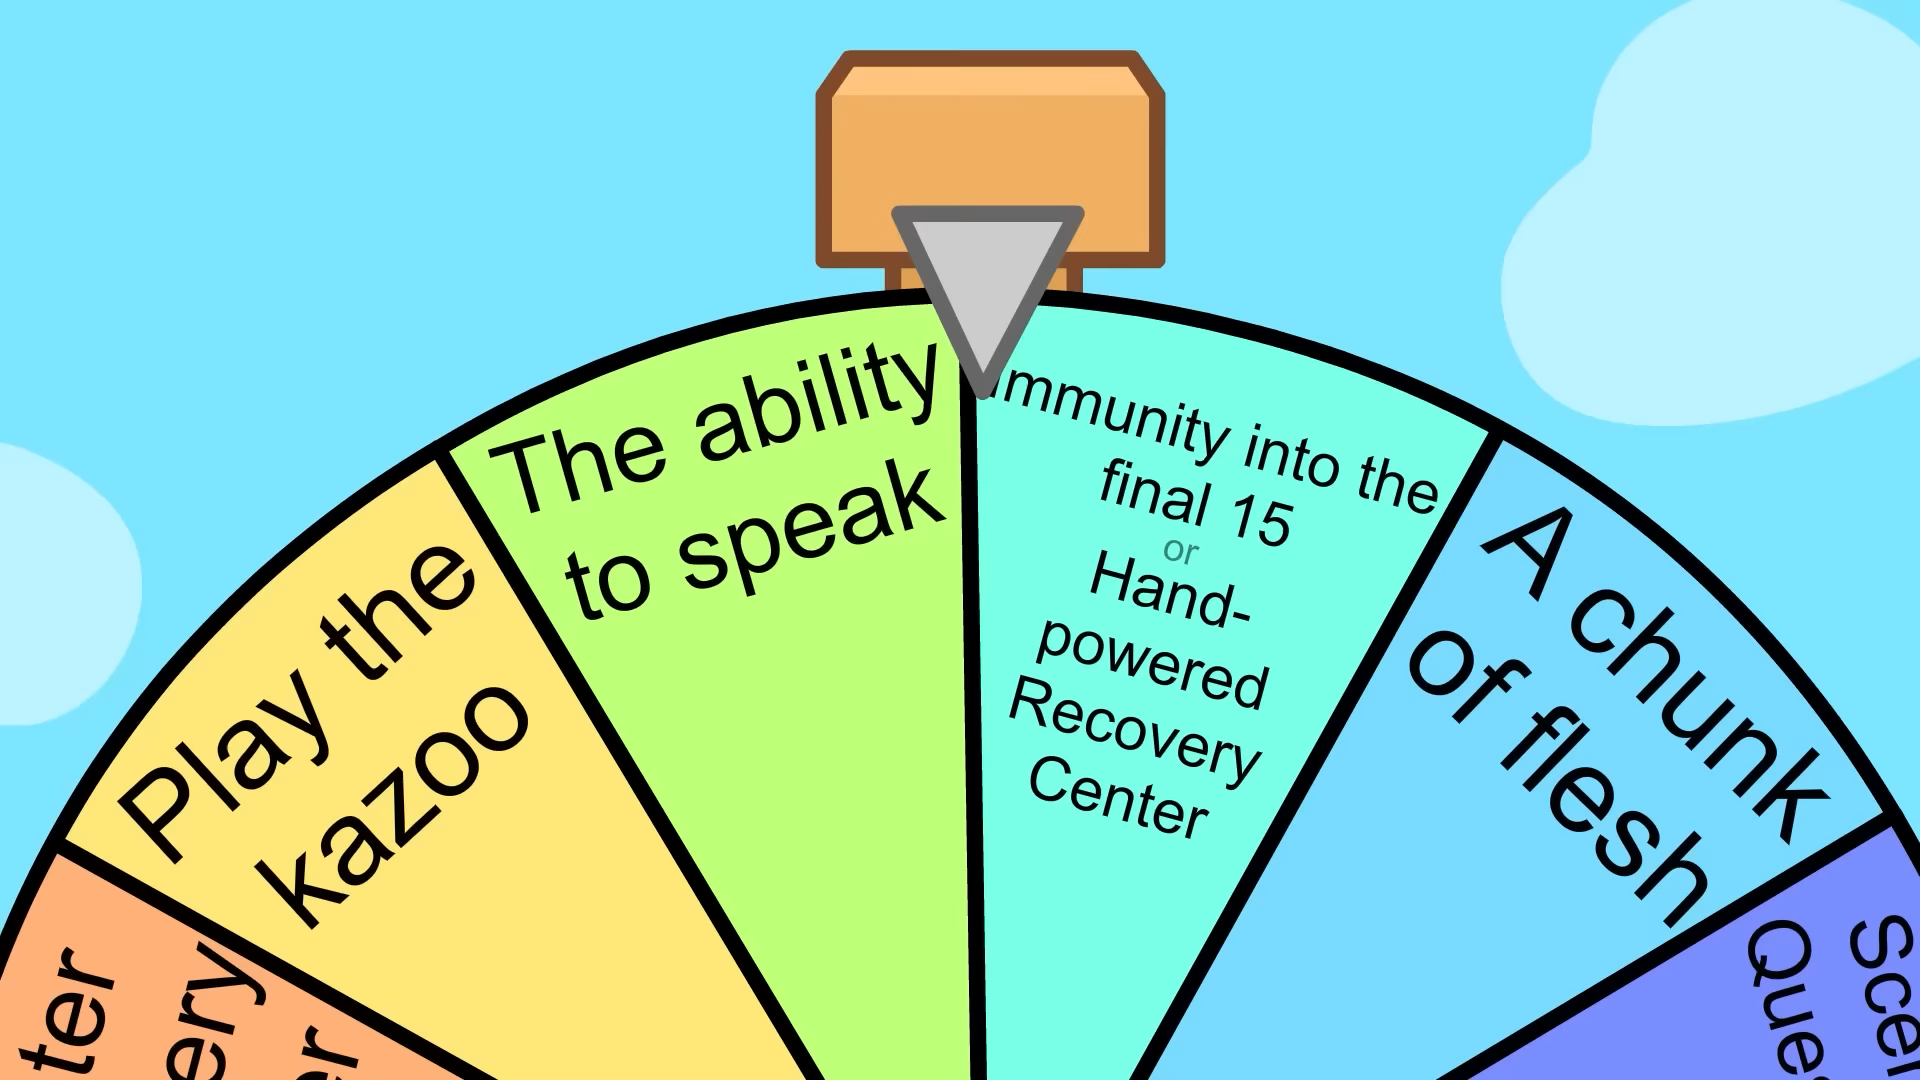 The ability
to speak
Immunity into the
final 15
or
Hand-
powered
Recovery
Center
Play the
kazoo
A chunk
of flesh